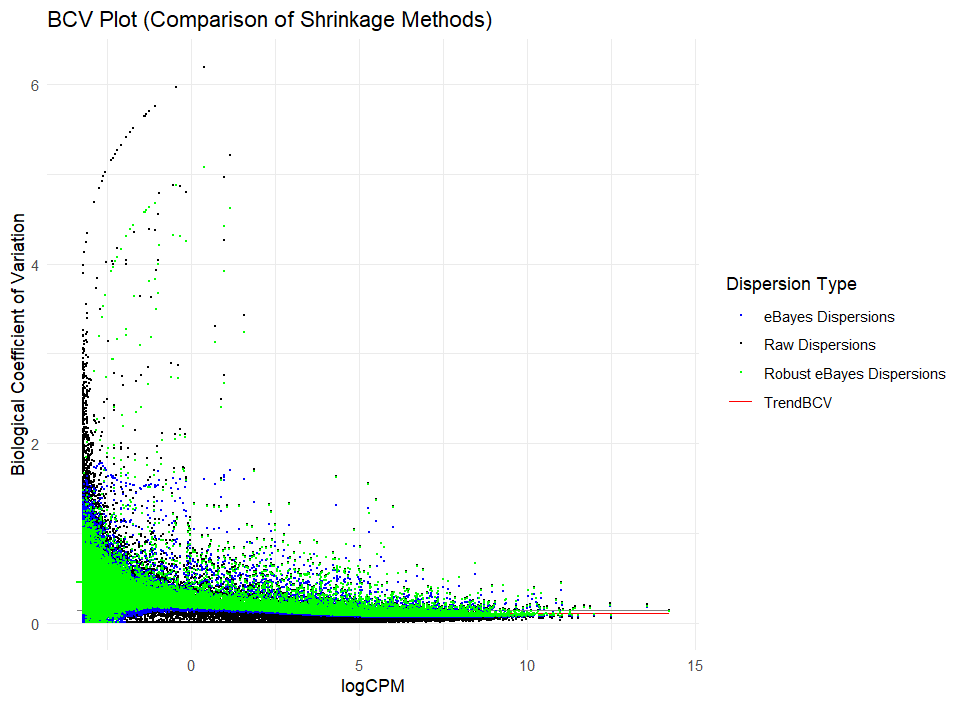 BCV Plot (Comparison of Shrinkage Methods)
Biological Coefficient of Variation
6
4
2
0
0
5
10
15
logCPM
Dispersion Type
eBayes Dispersions
Raw Dispersions
Robust eBayes Dispersions
TrendBCV